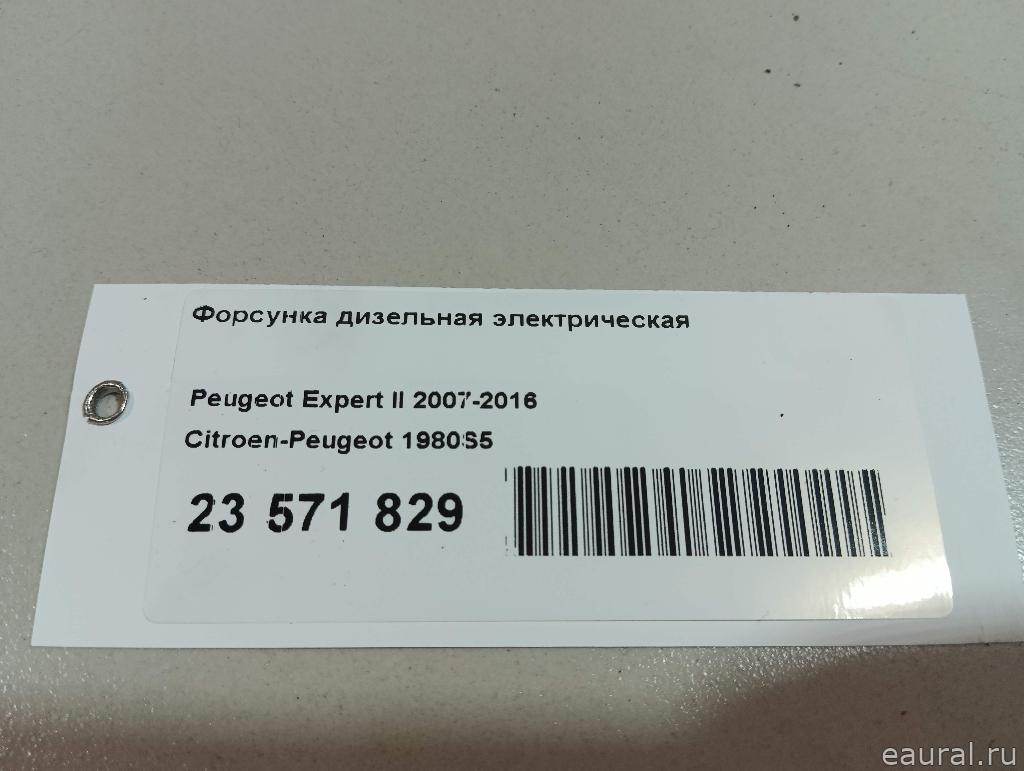 Форсунка дизельная электрическая
Peugeot Expert II 2007-2016
Citroen-Peugeot 1980S5
23 571 829
eaural.ru